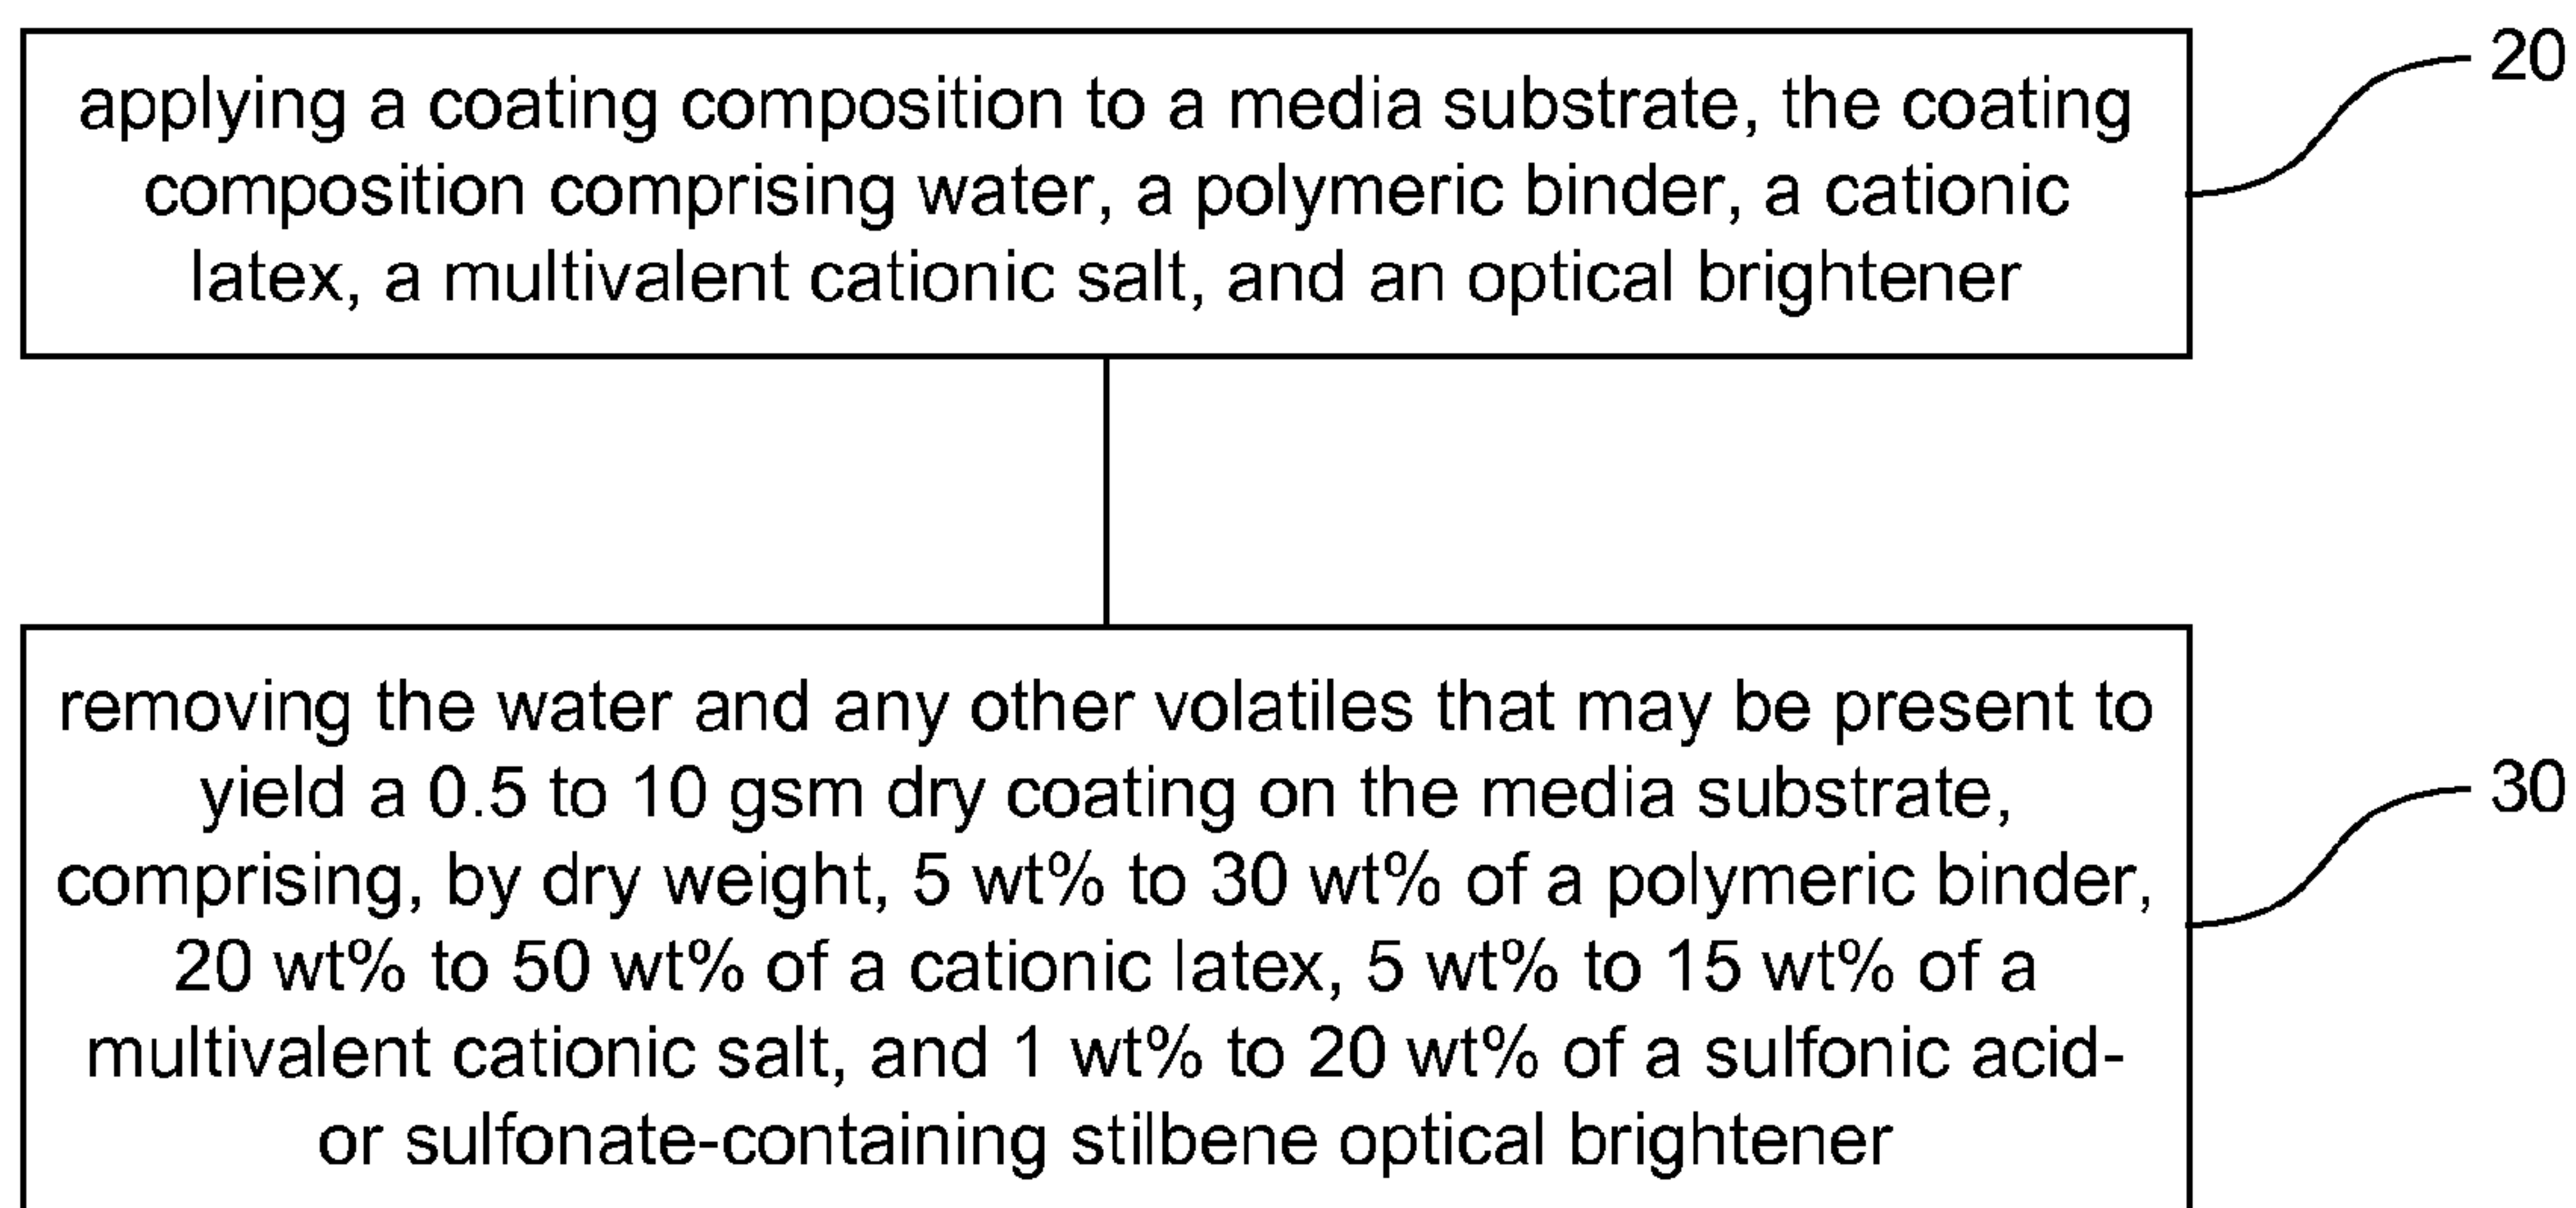 applying a coating composition to a media substrate, the coating
composition comprising water, a polymeric binder, a cationic
latex, a multivalent cationic salt, and an optical brightener
20
removing the water and any other volatiles that may be present to
yield a 0.5 to 10 gsm dry coating on the media substrate,
comprising, by dry weight, 5 wt% to 30 wt% of a polymeric binder,
20 wt% to 50 wt% of a cationic latex, 5 wt% to 15 wt% of a
multivalent cationic salt, and 1 wt% to 20 wt% of a sulfonic acid-
or sulfonate-containing stilbene optical brightener
30